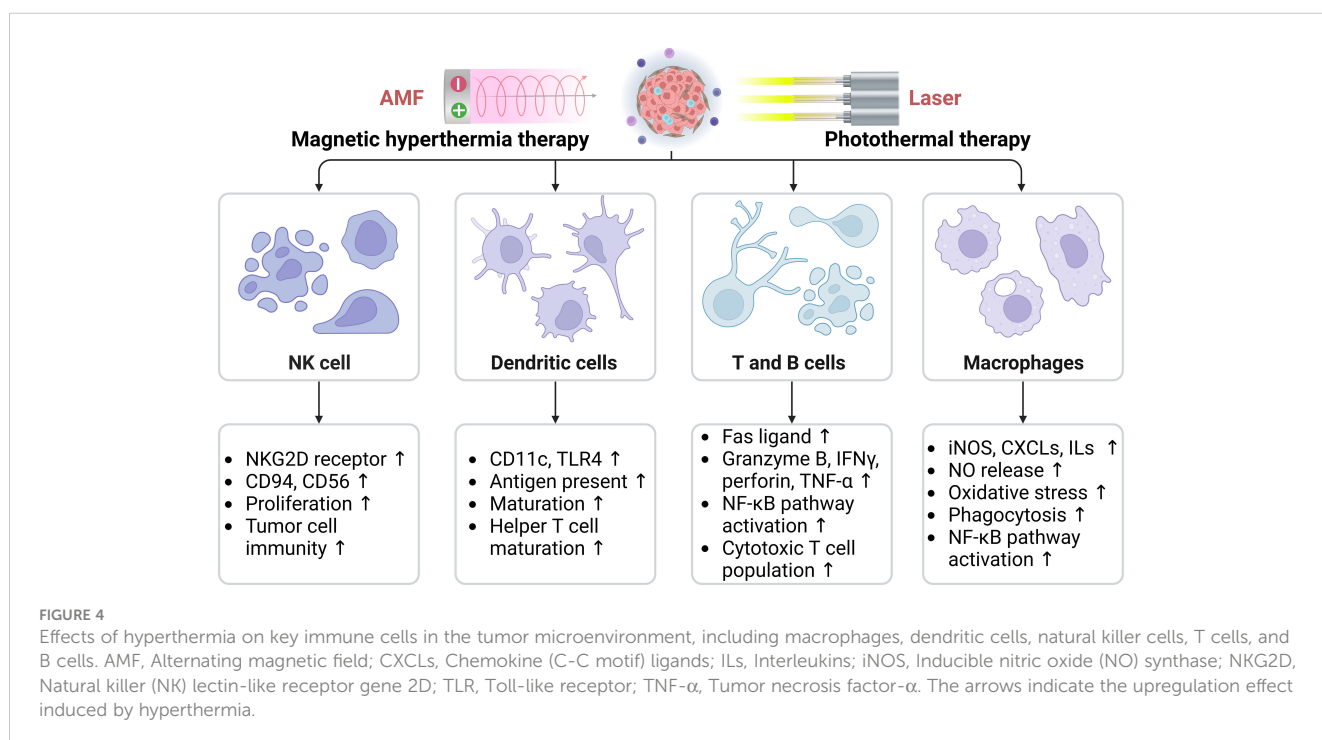 AMF
Laser
Magnetic hyperthermia therapy
Photothermal therapy
NK cell
Dendritic cells
T and B cells
Macrophages
• NKG2D receptor ↑
• CD94, CD56 ↑
• Proliferation ↑
• Tumor cell
immunity ↑
• CD11c, TLR4 ↑
• Antigen present ↑
• Maturation ↑
• Helper T cell
maturation ↑
• Fas ligand ↑
• Granzyme B, IFNγ,
perforin, TNF-α ↑
• NF-κB pathway
activation ↑
• Cytotoxic T cell
population ↑
• iNOS, CXCLs, ILs ↑
• NO release ↑
• Oxidative stress ↑
• Phagocytosis ↑
• NF-κB pathway
activation ↑
FIGURE 4
Effects of hyperthermia on key immune cells in the tumor microenvironment, including macrophages, dendritic cells, natural killer cells, T cells, and
B cells. AMF, Alternating magnetic field; CXCLs, Chemokine (C-C motif) ligands; ILs, Interleukins; iNOS, Inducible nitric oxide (NO) synthase; NKG2D,
Natural killer (NK) lectin-like receptor gene 2D; TLR, Toll-like receptor; TNF-α, Tumor necrosis factor-α. The arrows indicate the upregulation effect
induced by hyperthermia.